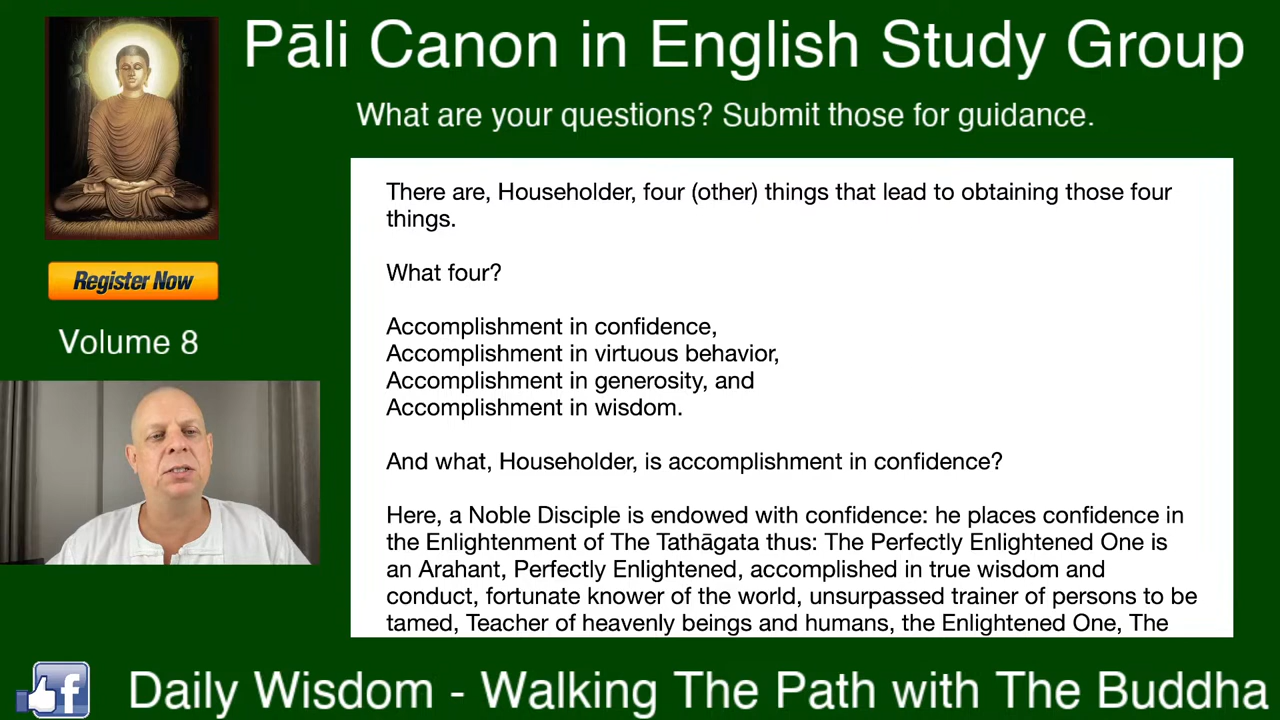 Pāli Canon in English Study Group
What are your questions? Submit those for guidance.
Register Now
Volume 8
There are, Householder, four (other) things that lead to obtaining those four
things.
What four?
Accomplishment in confidence,
Accomplishment in virtuous behavior,
Accomplishment in generosity, and
Accomplishment in wisdom.
And what, Householder, is accomplishment in confidence?
Here, a Noble Disciple is endowed with confidence: he places confidence in
the Enlightenment of The Tathāgata thus: The Perfectly Enlightened One is
an Arahant, Perfectly Enlightened, accomplished in true wisdom and
conduct, fortunate knower of the world, unsurpassed trainer of persons to be
tamed, Teacher of heavenly beings and humans, the Enlightened One, The
f
Daily Wisdom - Walking The Path with The Buddha